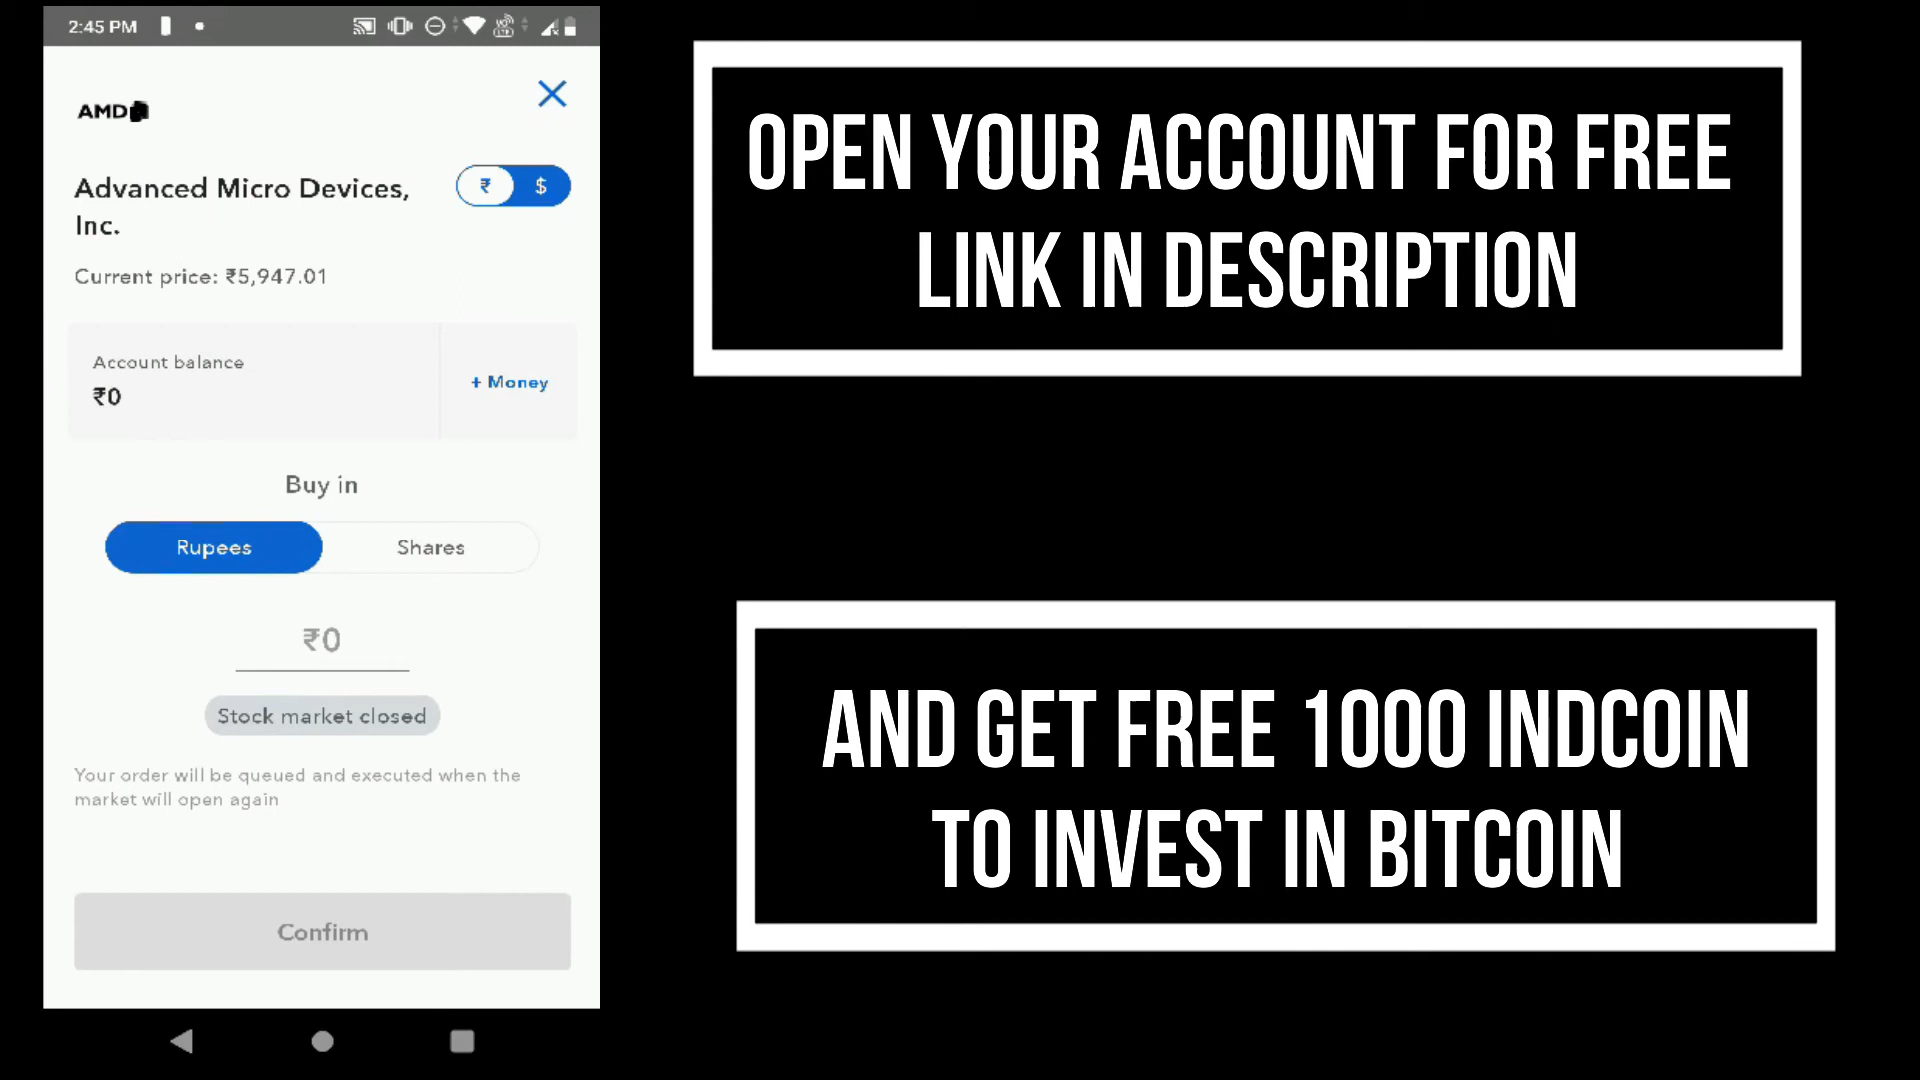 2:45 PM
AMD
Advanced Micro Devices,
Inc.
₹ $
Current price: ₹5,947.01
Account balance
₹0
+ Money
Buy in
Rupees
Shares
₹0
Stock market closed
Your order will be queued and executed when the
market will open again
Confirm
OPEN YOUR ACCOUNT FOR FREE
LINK IN DESCRIPTION
AND GET FREE 1000 INDCOIN
TO INVEST IN BITCOIN